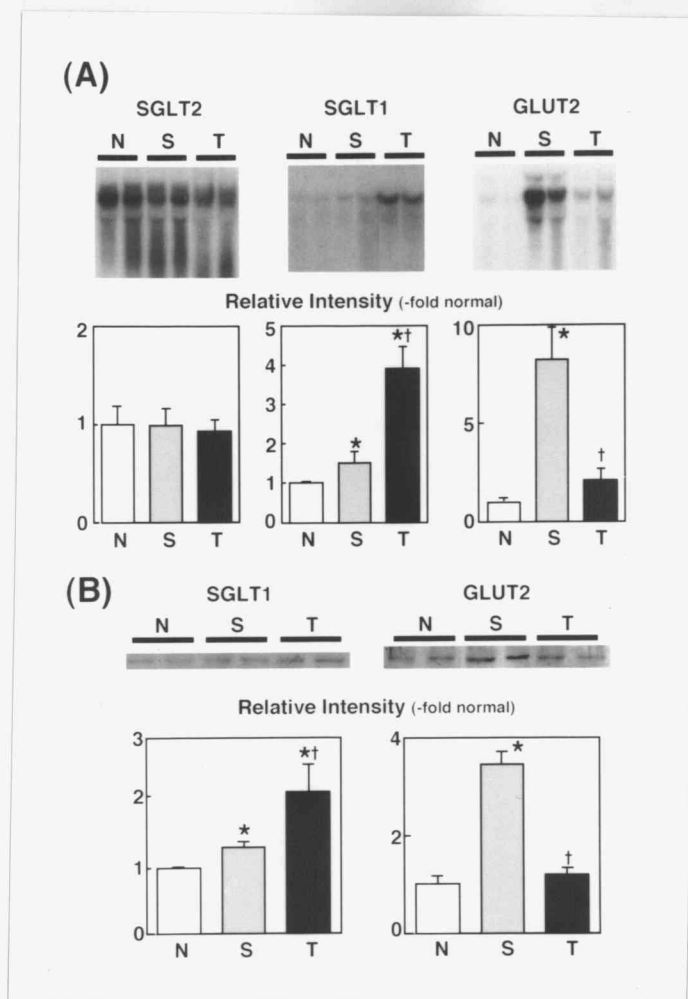 (A)
SGLT2 SGLT1 GLUT2
N S T N S T N S T
Relative Intensity (-fold normal)
2 1 0
5 4 3 2 1 0
10 5 0
* *†
* †
N S T N S T N S T
(B)
SGLT1 GLUT2
N S T N S T
Relative Intensity (-fold normal)
3 2 1 0
4 2 0
* *†
* †
N S T N S T